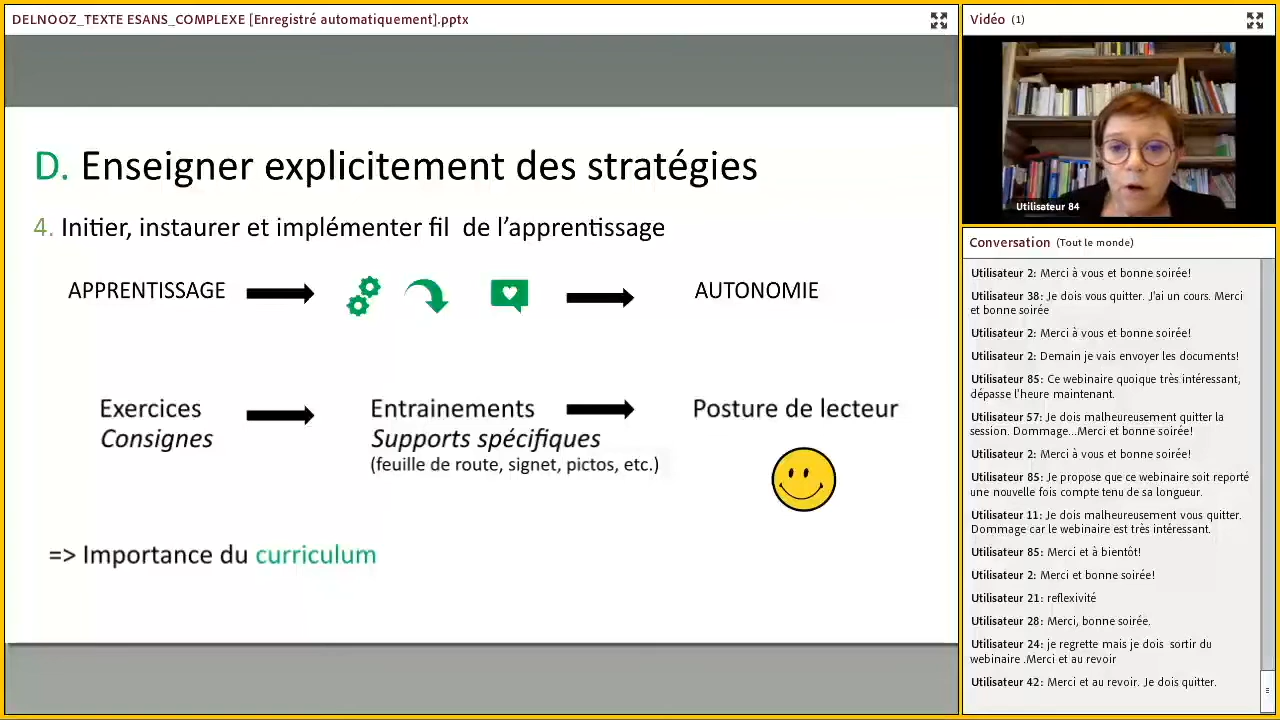 DELNOOZ_TEXTE ESANS_COMPLEXE [Enregistré automatiquement].pptx
D. Enseigner explicitement des stratégies
4. Initier, instaurer et implémenter fil  de l'apprentissage
APPRENTISSAGE
AUTONOMIE
Exercices
Consignes
Entrainements
Supports spécifiques
(feuille de route, signet, pictos, etc.)
Posture de lecteur
=> Importance du curriculum
Vidéo (1)
Utilisateur 84
Conversation (Tout le monde)
Utilisateur 2: Merci à vous et bonne soirée!
Utilisateur 38: Je dois vous quitter. J'ai un cours. Merci
et bonne soirée
Utilisateur 2: Merci à vous et bonne soirée!
Utilisateur 2: Demain je vais envoyer les documents!
Utilisateur 85: Ce webinaire quoique très intéressant,
dépasse l'heure maintenant.
Utilisateur 57: Je dois malheureusement quitter la
session. Dommage...Merci et bonne soirée!
Utilisateur 2: Merci à vous et bonne soirée!
Utilisateur 85: Je propose que ce webinaire soit reporté
une nouvelle fois compte tenu de sa longueur.
Utilisateur 11: Je dois malheureusement vous quitter.
Dommage car le webinaire est très intéressant.
Utilisateur 85: Merci et à bientôt!
Utilisateur 2: Merci et bonne soirée!
Utilisateur 21: reflexivité
Utilisateur 28: Merci, bonne soirée.
Utilisateur 24: je regrette mais je dois  sortir du
webinaire .Merci et au revoir
Utilisateur 42: Merci et au revoir. Je dois quitter.